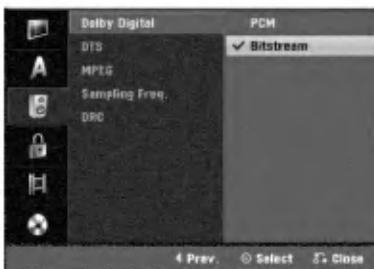 Dolby Digital
DTS
MPEG
Sampling Freq.
DRC
PCM
✓ Bitstream
A
◄ Prev. Select Close